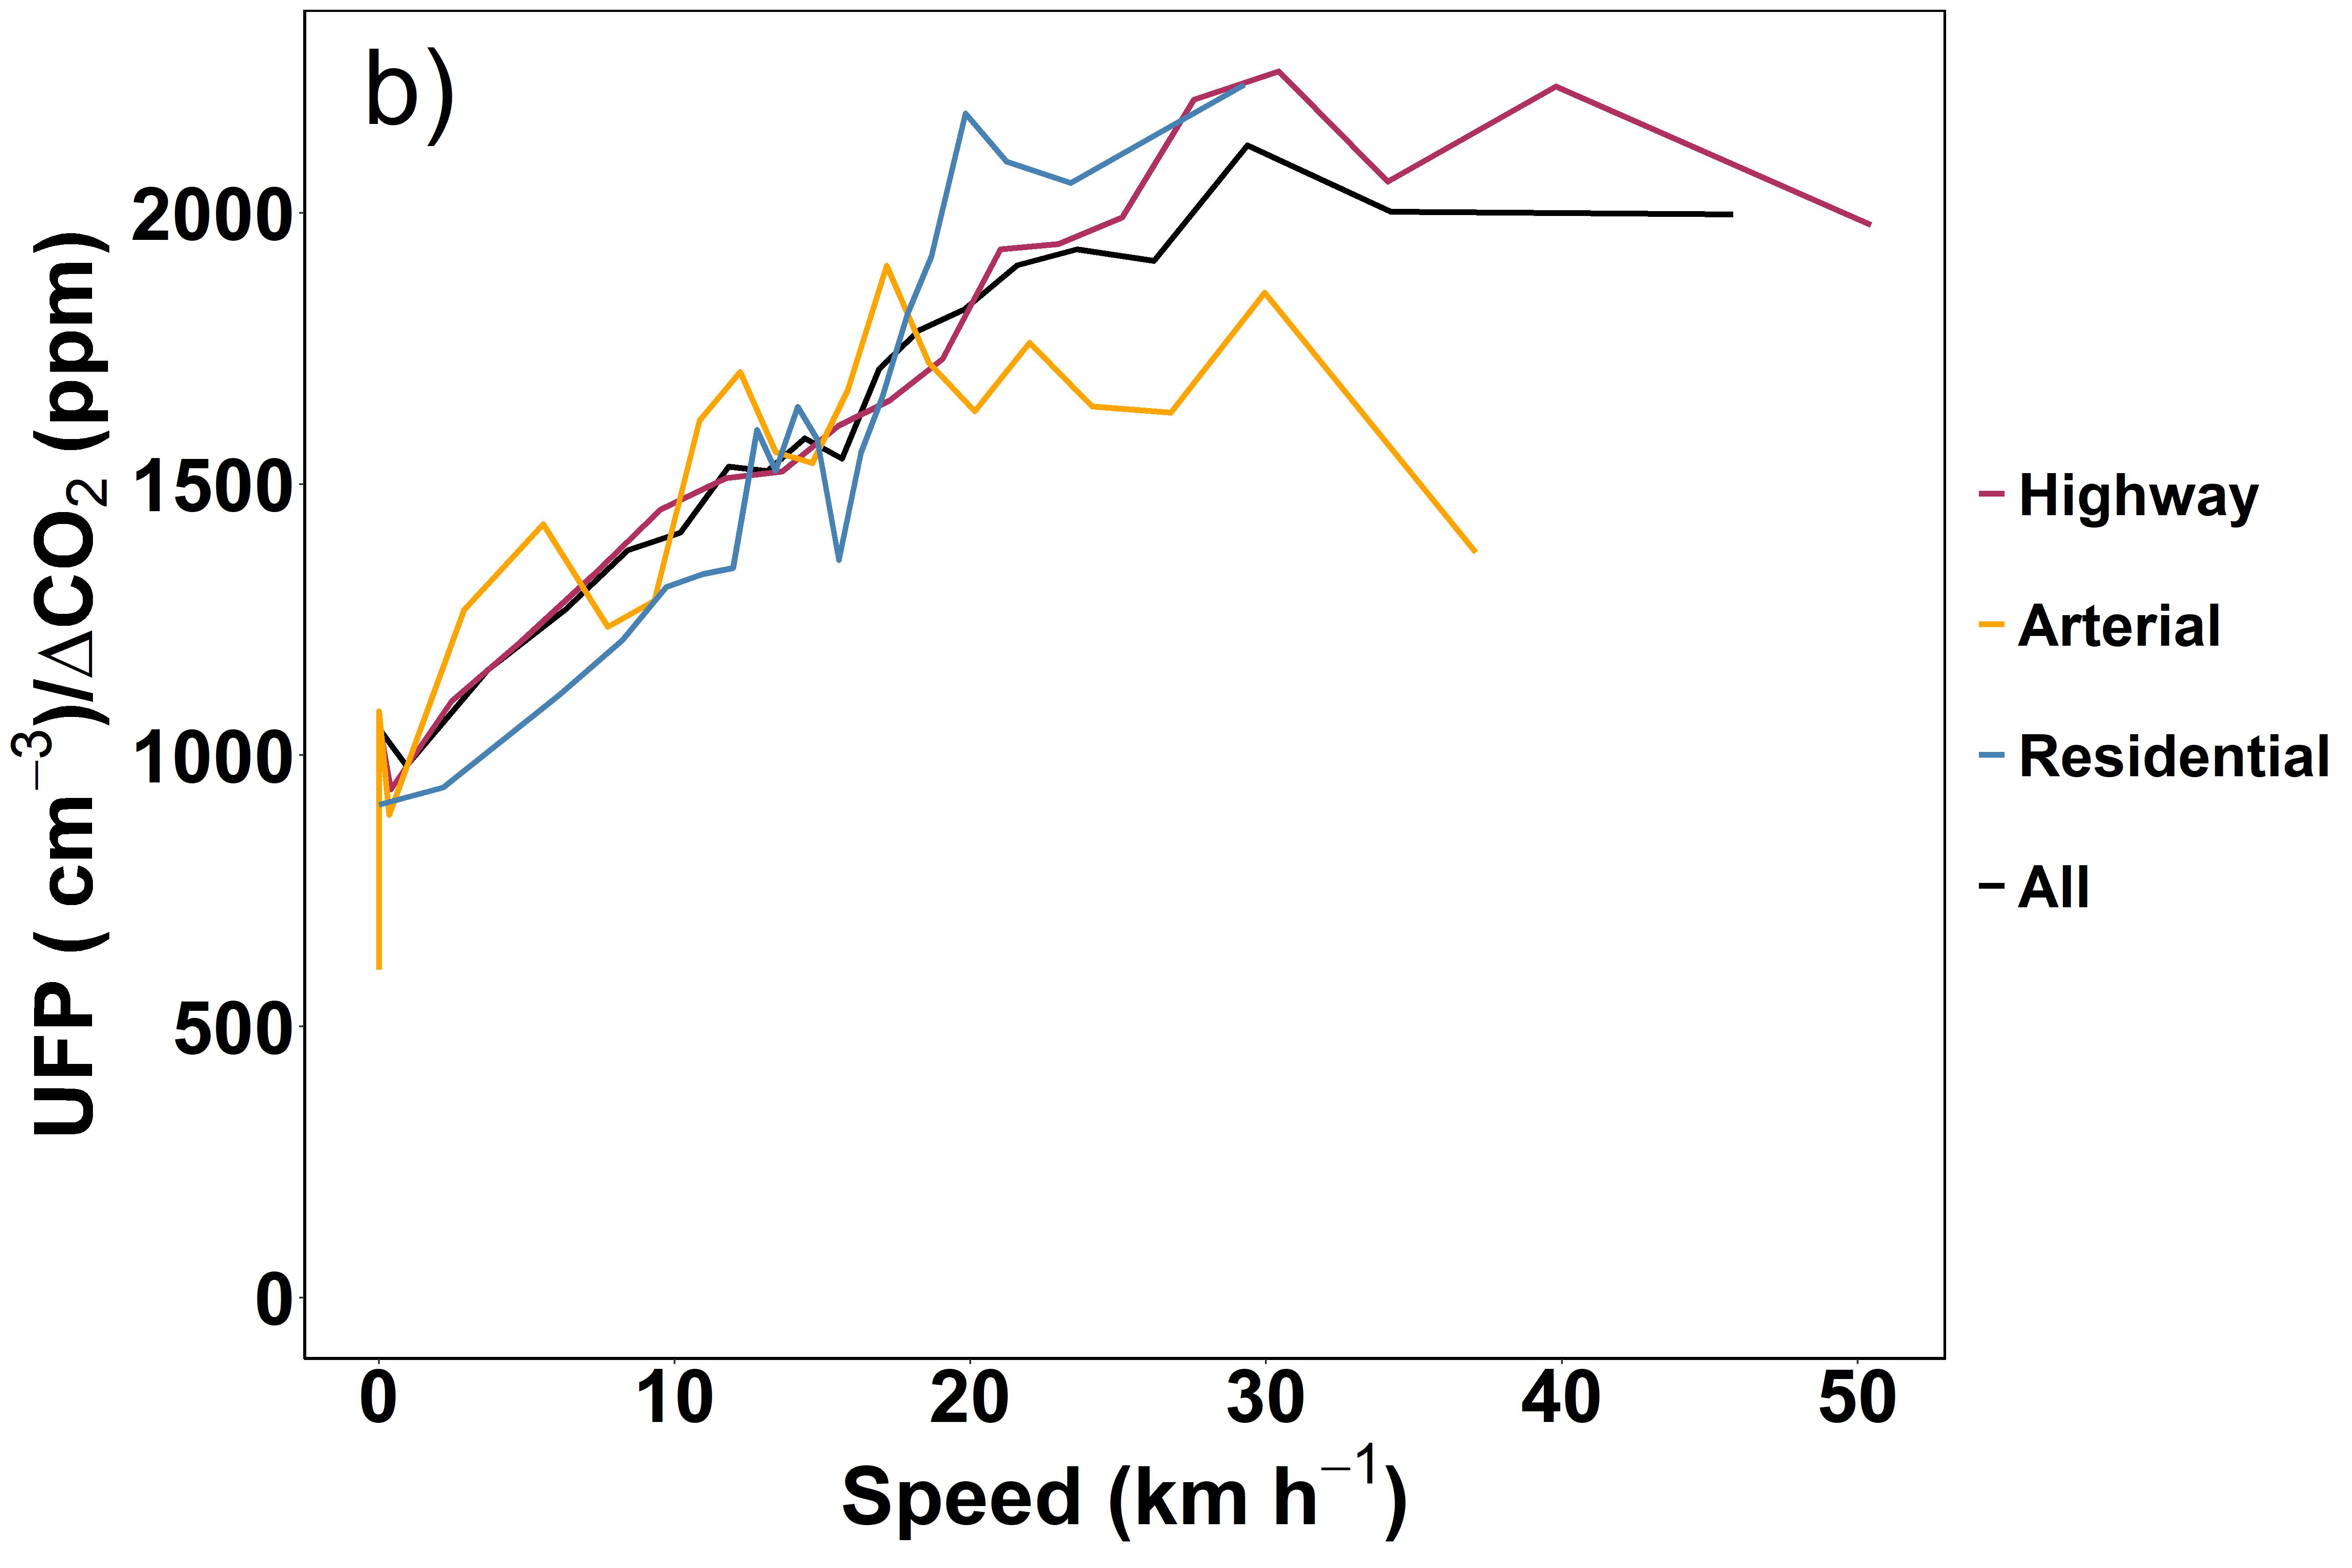 b)
UFP ( cm⁻³)/ΔCO₂ (ppm)
2000
1500
1000
500
0
0 10 20 30 40 50
Speed (km h⁻¹)
Highway
Arterial
Residential
All